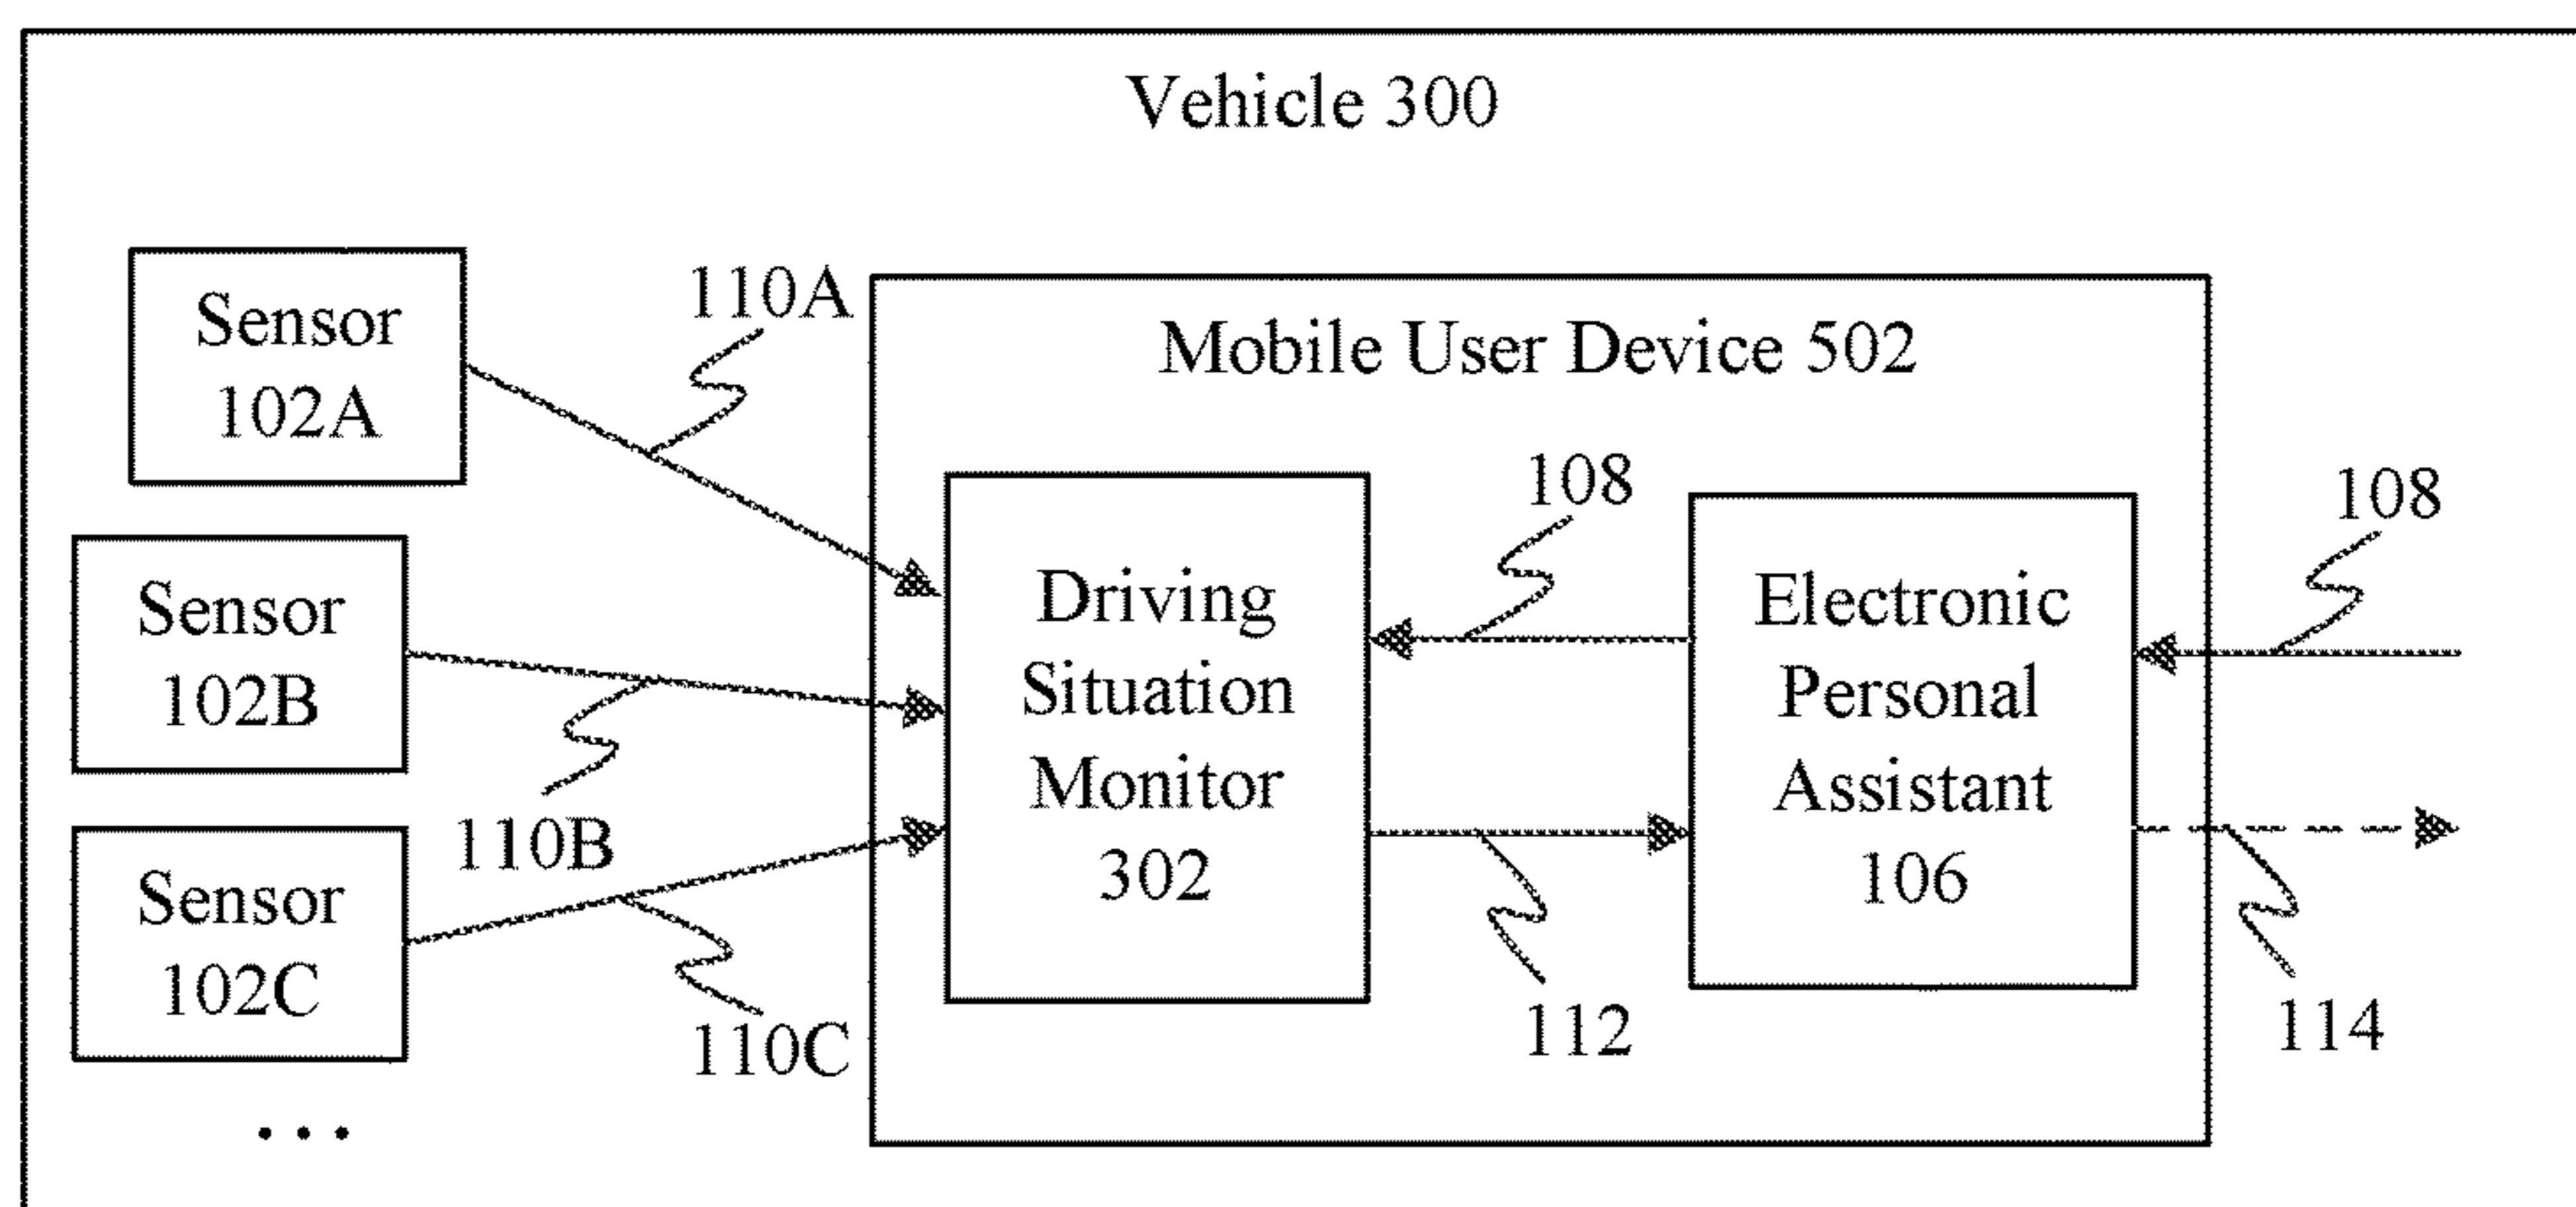 Vehicle 300
Sensor
102A
110A
Mobile User Device 502
Sensor
102B
110B
Sensor
102C
110C
...
Driving
Situation
Monitor
302
108
112
Electronic
Personal
Assistant
106
108
114